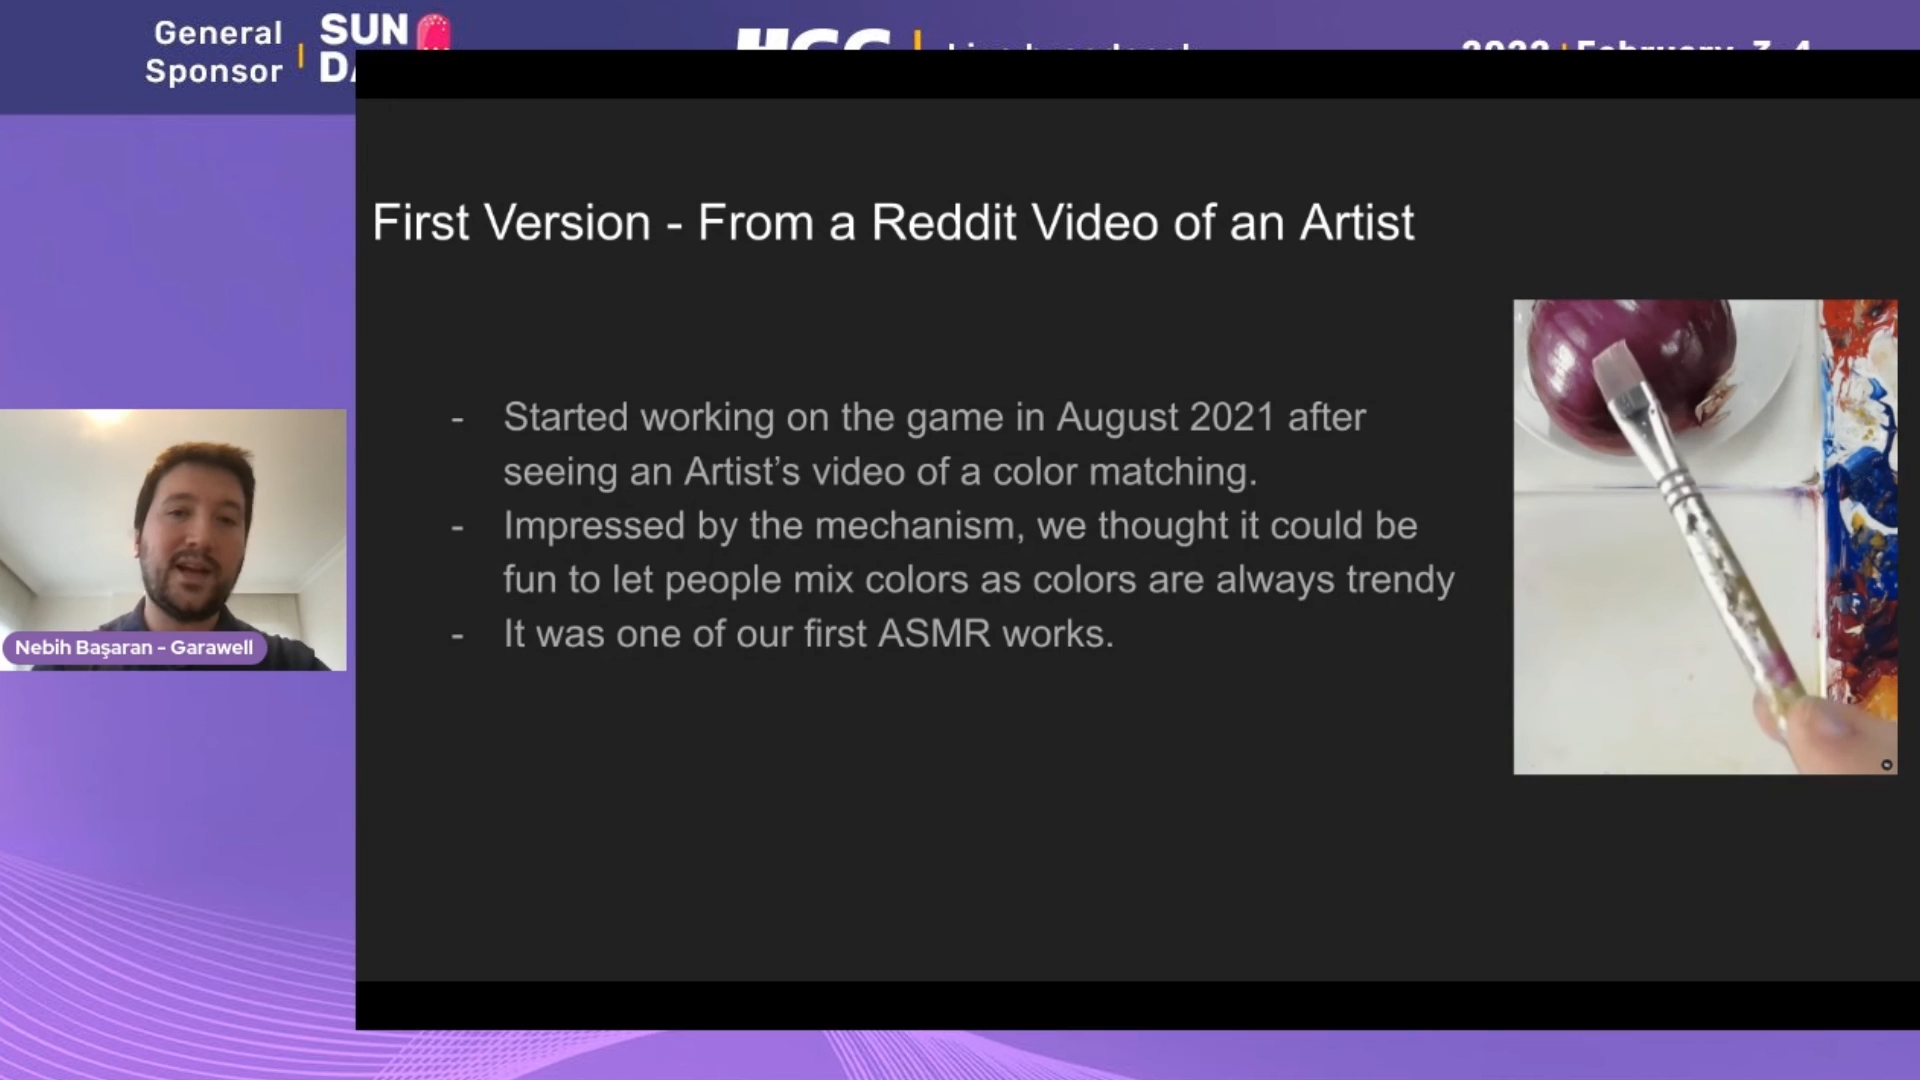 General
Sponsor
SUN
First Version - From a Reddit Video of an Artist
- Started working on the game in August 2021 after
seeing an Artist’s video of a color matching.
- Impressed by the mechanism, we thought it could be
fun to let people mix colors as colors are always trendy
- It was one of our first ASMR works.
Nebih Başaran - Garawell